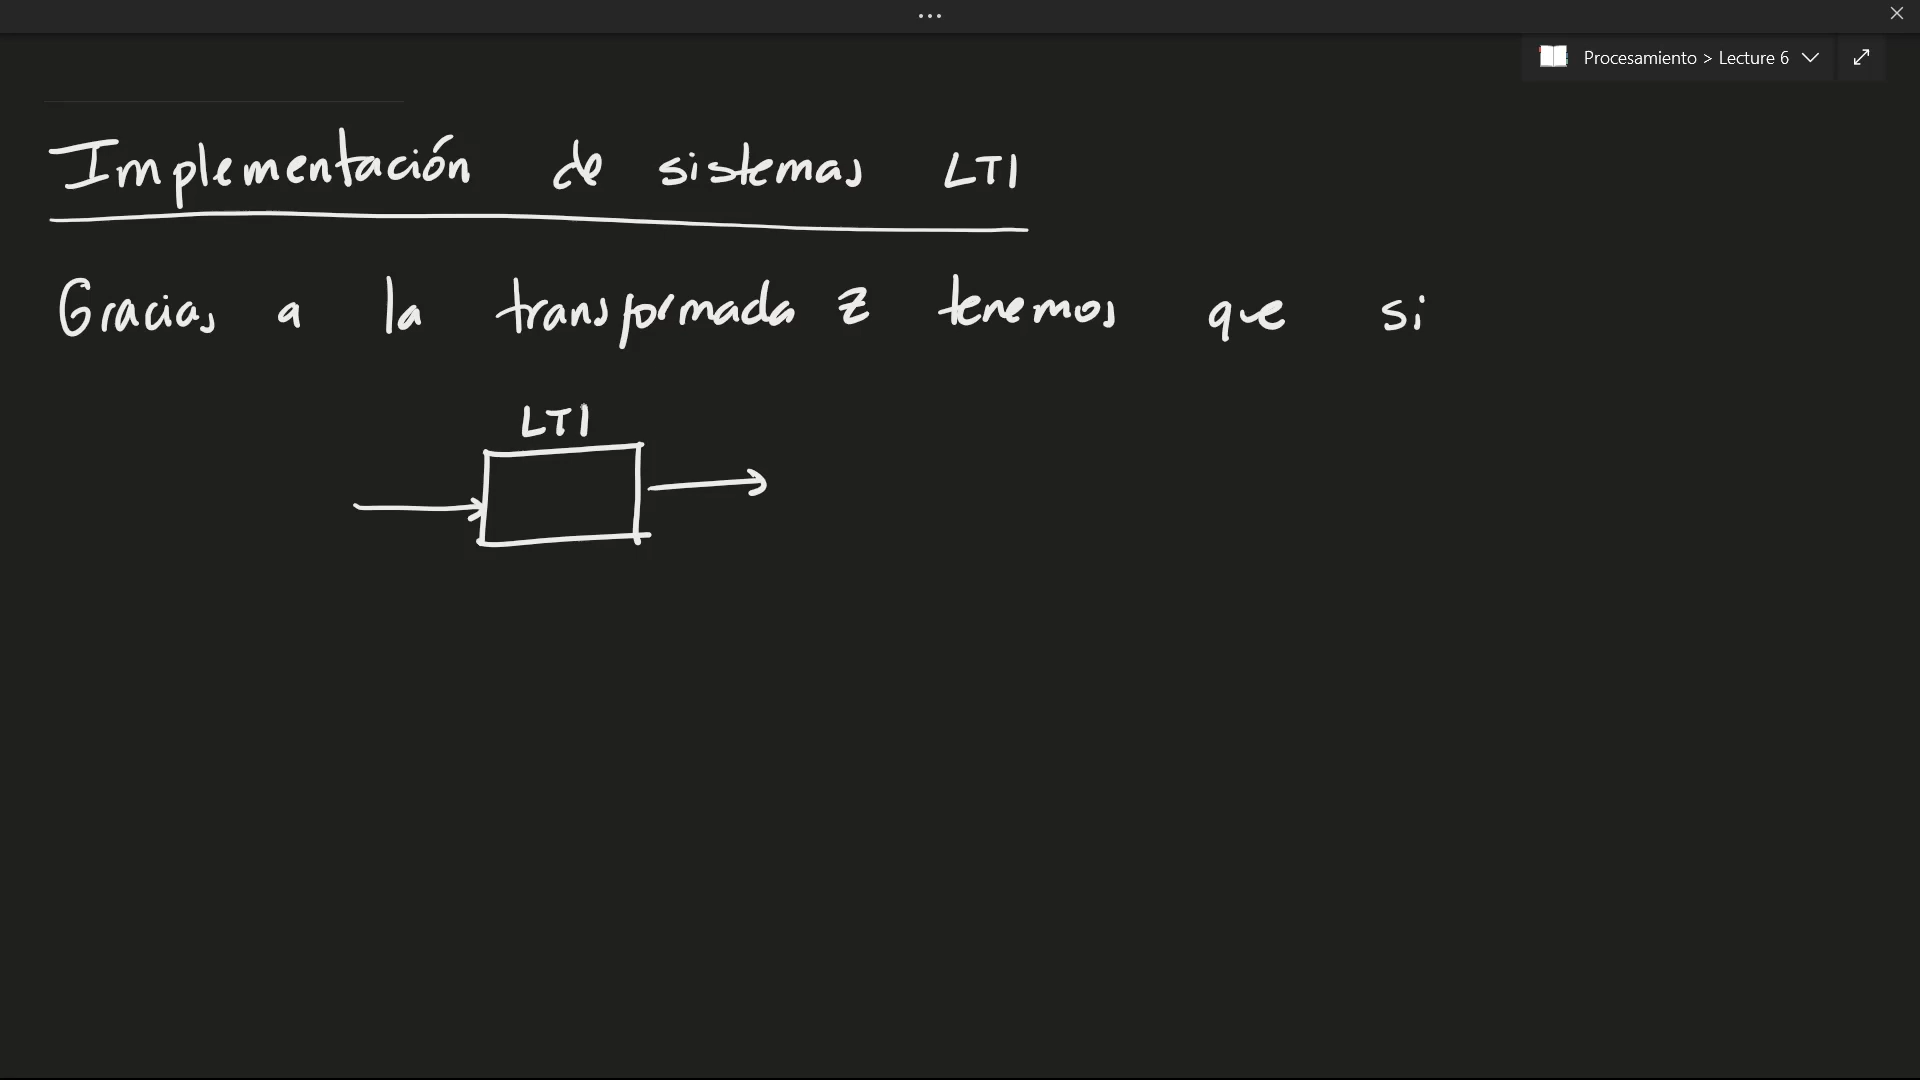 Procesamiento > Lecture 6
Implementación de sistemas LTI
Gracias a la transformada z tenemos que si
LTI